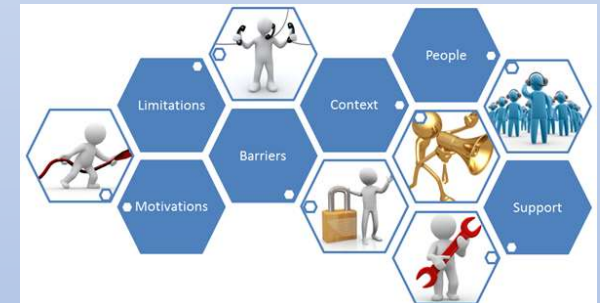 People
Limitations
Context
Barriers
Motivations
Support